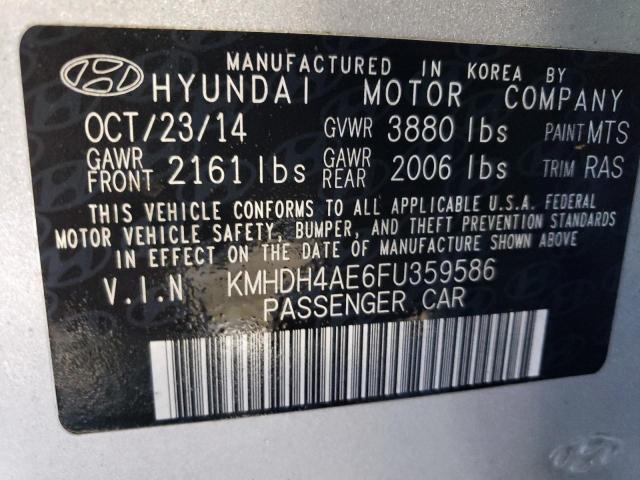 MANUFACTURED IN KOREA BY
HYUNDAI MOTOR COMPANY
OCT/23/14 GVWR 3880 lbs PAINT MTS
GAWR FRONT 2161 lbs GAWR REAR 2006 lbs TRIM RAS
THIS VEHICLE CONFORMS TO ALL APPLICABLE U.S.A. FEDERAL
MOTOR VEHICLE SAFETY, BUMPER, AND THEFT PREVENTION STANDARDS
IN EFFECT ON THE DATE OF MANUFACTURE SHOWN ABOVE
V.I.N KMHDH4AE6FU359586
PASSENGER CAR